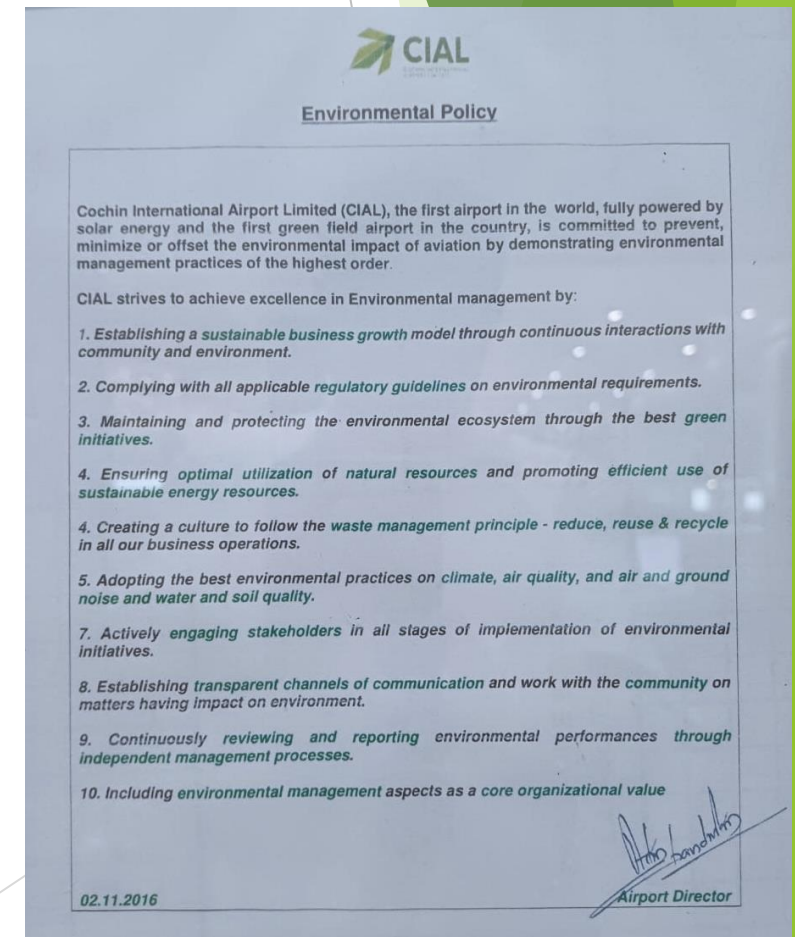 CIAL
Environmental Policy
Cochin International Airport Limited (CIAL), the first airport in the world, fully powered by
solar energy and the first green field airport in the country, is committed to prevent,
minimize or offset the environmental impact of aviation by demonstrating environmental
management practices of the highest order.
CIAL strives to achieve excellence in Environmental management by:
1. Establishing a sustainable business growth model through continuous interactions with
community and environment.
2. Complying with all applicable regulatory guidelines on environmental requirements.
3. Maintaining and protecting the environmental ecosystem through the best green
initiatives.
4. Ensuring optimal utilization of natural resources and promoting efficient use of
sustainable energy resources.
4. Creating a culture to follow the waste management principle - reduce, reuse & recycle
in all our business operations.
5. Adopting the best environmental practices on climate, air quality, and air and ground
noise and water and soil quality.
7. Actively engaging stakeholders in all stages of implementation of environmental
initiatives.
8. Establishing transparent channels of communication and work with the community on
matters having impact on environment.
9. Continuously reviewing and reporting environmental performances through
independent management processes.
10. Including environmental management aspects as a core organizational value
02.11.2016
Airport Director